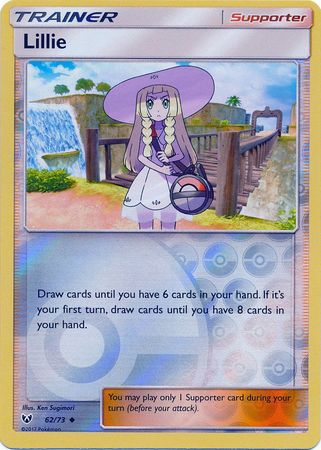 TRAINER
Supporter
Lillie
Draw cards until you have 6 cards in your hand. If it's
your first turn, draw cards until you have 8 cards in
your hand.
Illus. Ken Sugimori
62/73
©2017 Pokémon
You may play only 1 Supporter card during your
turn (before your attack).